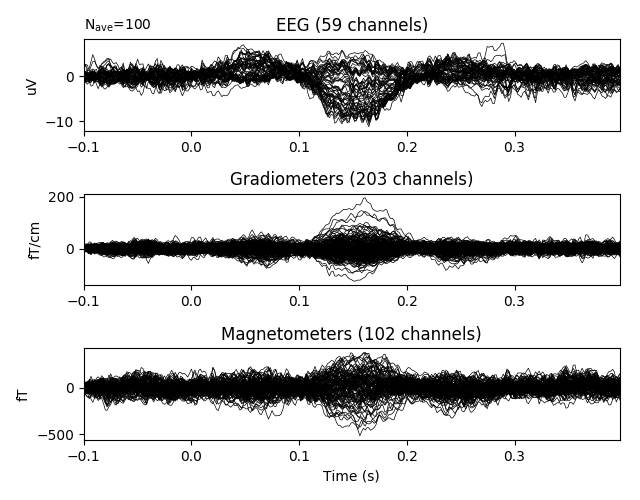 N_ave=100
EEG (59 channels)
uV
0
−10
−0.1 0.0 0.1 0.2 0.3
Gradiometers (203 channels)
fT/cm
200
0
−0.1 0.0 0.1 0.2 0.3
Magnetometers (102 channels)
fT
0
−500
−0.1 0.0 0.1 0.2 0.3
Time (s)